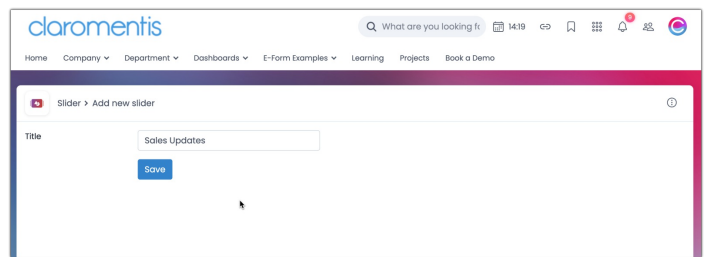 claromentis
What are you looking fo
14:19
9
Home Company Department Dashboards E-Form Examples Learning Projects Book a Demo
Slider > Add new slider
Title
Sales Updates
Save